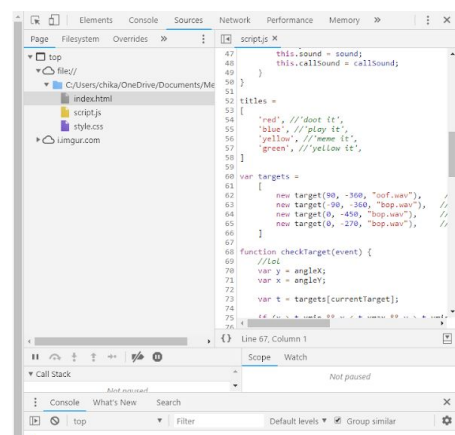 Elements Console Sources Network Performance Memory »
Page Filesystem Overrides »
script.js ×
top
file://
C:/Users/chika/OneDrive/Documents/Me
index.html
script.js
style.css
i.imgur.com
47 this.sound = sound;
48 this.callSound = callSound;
49 }
50 }
51
52 titles =
53 [
54 'red', //'doot it',
55 'blue', //'play it',
56 'yellow', //'meme it',
57 'green', //'yellow it',
58 ]
59
60 var targets =
61 [
62 new target(90, -360, "oof.wav"), /
63 new target(-90, -360, "bop.wav"), //
64 new target(0, -450, "bop.wav"), //
65 new target(0, -270, "bop.wav"), //
66 ]
67
68 function checkTarget(event) {
69 //lol
70 var y = angleX;
71 var x = angleY;
72
73 var t = targets[currentTarget];
74
75
76
{} Line 67, Column 1
Scope Watch
Call Stack
Not paused
Not paused
Console What's New Search ×
top Filter Default levels ▼ Group similar